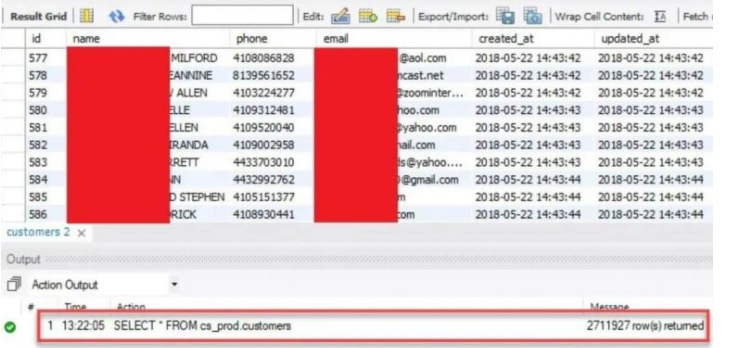 Result Grid Filter Rows: Edit: Export/Import: Wrap Cell Content: Fetch
id name phone email created_at updated_at
577 MILFORD 4108086828 @aol.com 2018-05-22 14:43:42 2018-05-22 14:43:42
578 EANNINE 8139561652 mcast.net 2018-05-22 14:43:42 2018-05-22 14:43:42
579 ALLEN 4103224277 @zoominter... 2018-05-22 14:43:42 2018-05-22 14:43:42
580 ELLE 4109312481 hoo.com 2018-05-22 14:43:43 2018-05-22 14:43:43
581 ELLEN 4109520040 @yahoo.com 2018-05-22 14:43:43 2018-05-22 14:43:43
582 IRANDA 4109002958 nail.com 2018-05-22 14:43:43 2018-05-22 14:43:43
583 RRETT 4433703010 ds@yahoo.... 2018-05-22 14:43:43 2018-05-22 14:43:43
584 NN 4432992762 @gmail.com 2018-05-22 14:43:44 2018-05-22 14:43:44
585 D STEPHEN 4105151377 m 2018-05-22 14:43:44 2018-05-22 14:43:44
586 RICK 4108930441 com 2018-05-22 14:43:44 2018-05-22 14:43:44
customers 2 ×
Output
Action Output
# Time Action Message
1 13:22:05 SELECT * FROM cs_prod.customers 2711927 row(s) returned